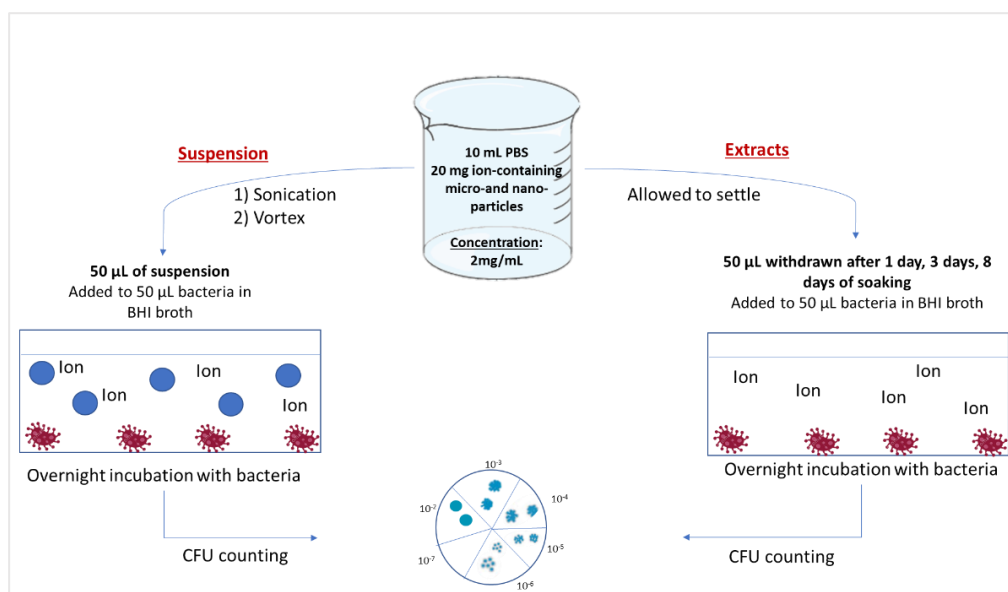 Suspension
1) Sonication
2) Vortex
10 mL PBS
20 mg ion-containing
micro-and nano-
particles
Concentration:
2mg/mL
Extracts
Allowed to settle
50 µL of suspension
Added to 50 µL bacteria in
BHI broth
50 µL withdrawn after 1 day, 3 days, 8
days of soaking
Added to 50 µL bacteria in BHI broth
Ion
Ion
Ion
Ion
Ion
Ion
Ion
Ion
Overnight incubation with bacteria
Overnight incubation with bacteria
CFU counting
10⁻²
10⁻³
10⁻⁴
10⁻⁵
10⁻⁶
10⁻⁷
CFU counting